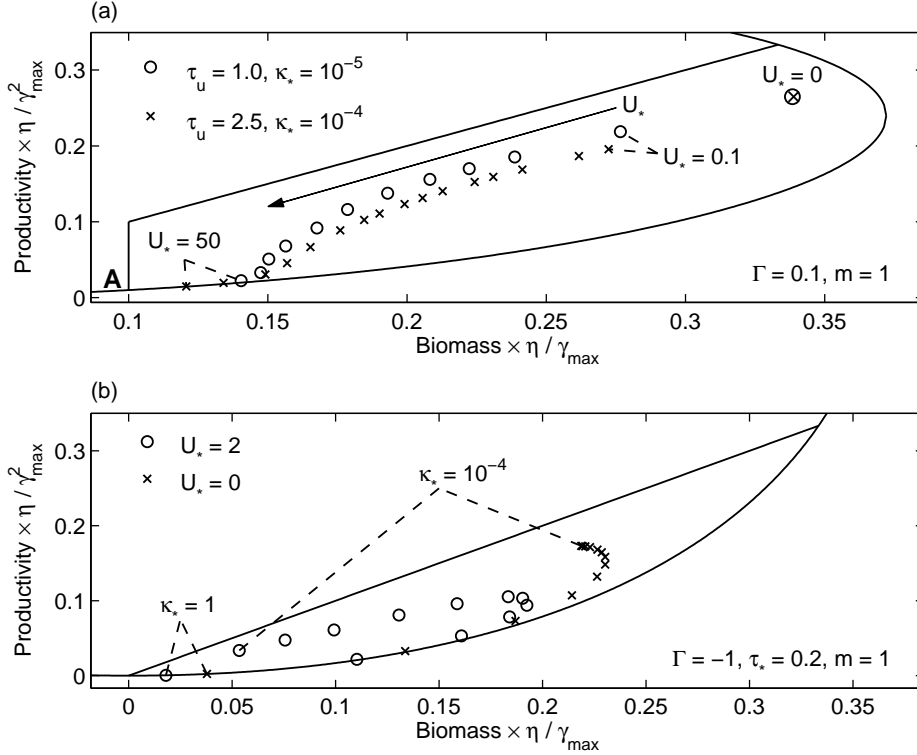 (a)
Productivity × η / γ²max
0.3
0.2
0.1
0
τu = 1.0, κ* = 10⁻⁵
τu = 2.5, κ* = 10⁻⁴
U* = 0
U*
U* = 0.1
U* = 50
A
Γ = 0.1, m = 1
0.1 0.15 0.2 0.25 0.3 0.35
Biomass × η / γmax
(b)
Productivity × η / γ²max
0.3
0.2
0.1
0
U* = 2
U* = 0
κ* = 10⁻⁴
κ* = 1
Γ = −1, τ* = 0.2, m = 1
0 0.05 0.1 0.15 0.2 0.25 0.3 0.35
Biomass × η / γmax